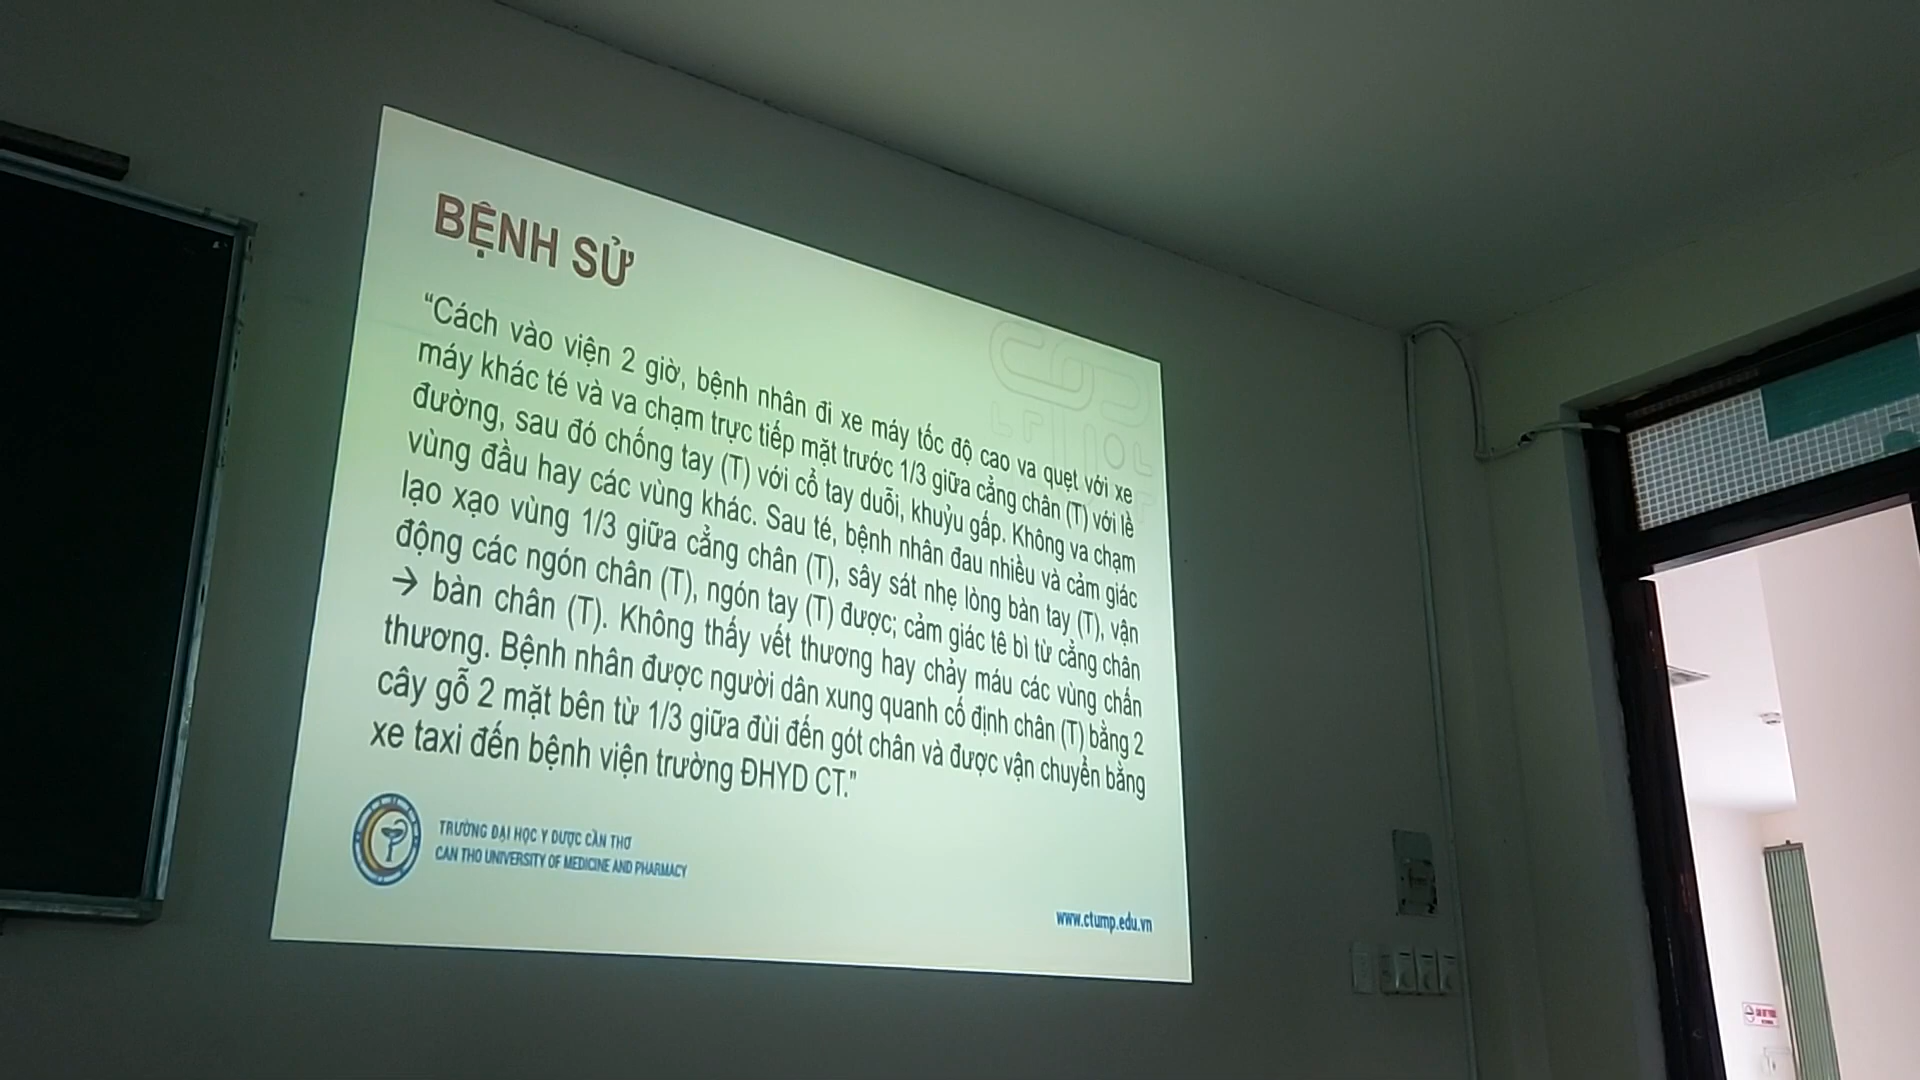 BỆNH SỬ
“Cách vào viện 2 giờ, bệnh nhân đi xe máy tốc độ cao va quẹt với xe
máy khác té và va chạm trực tiếp mặt trước 1/3 giữa cẳng chân (T) với lề
đường, sau đó chống tay (T) với cổ tay duỗi, khuỷu gấp. Không va chạm
vùng đầu hay các vùng khác. Sau té, bệnh nhân đau nhiều và cảm giác
lạo xạo vùng 1/3 giữa cẳng chân (T), sây sát nhẹ lòng bàn tay (T), vận
động các ngón chân (T), ngón tay (T) được; cảm giác tê bì từ cẳng chân
→ bàn chân (T). Không thấy vết thương hay chảy máu các vùng chấn
thương. Bệnh nhân được người dân xung quanh cố định chân (T) bằng 2
cây gỗ 2 mặt bên từ 1/3 giữa đùi đến gót chân và được vận chuyển bằng
xe taxi đến bệnh viện trường ĐHYD CT.”
TRƯỜNG ĐẠI HỌC Y DƯỢC CẦN THƠ
CAN THO UNIVERSITY OF MEDICINE AND PHARMACY
www.ctump.edu.vn